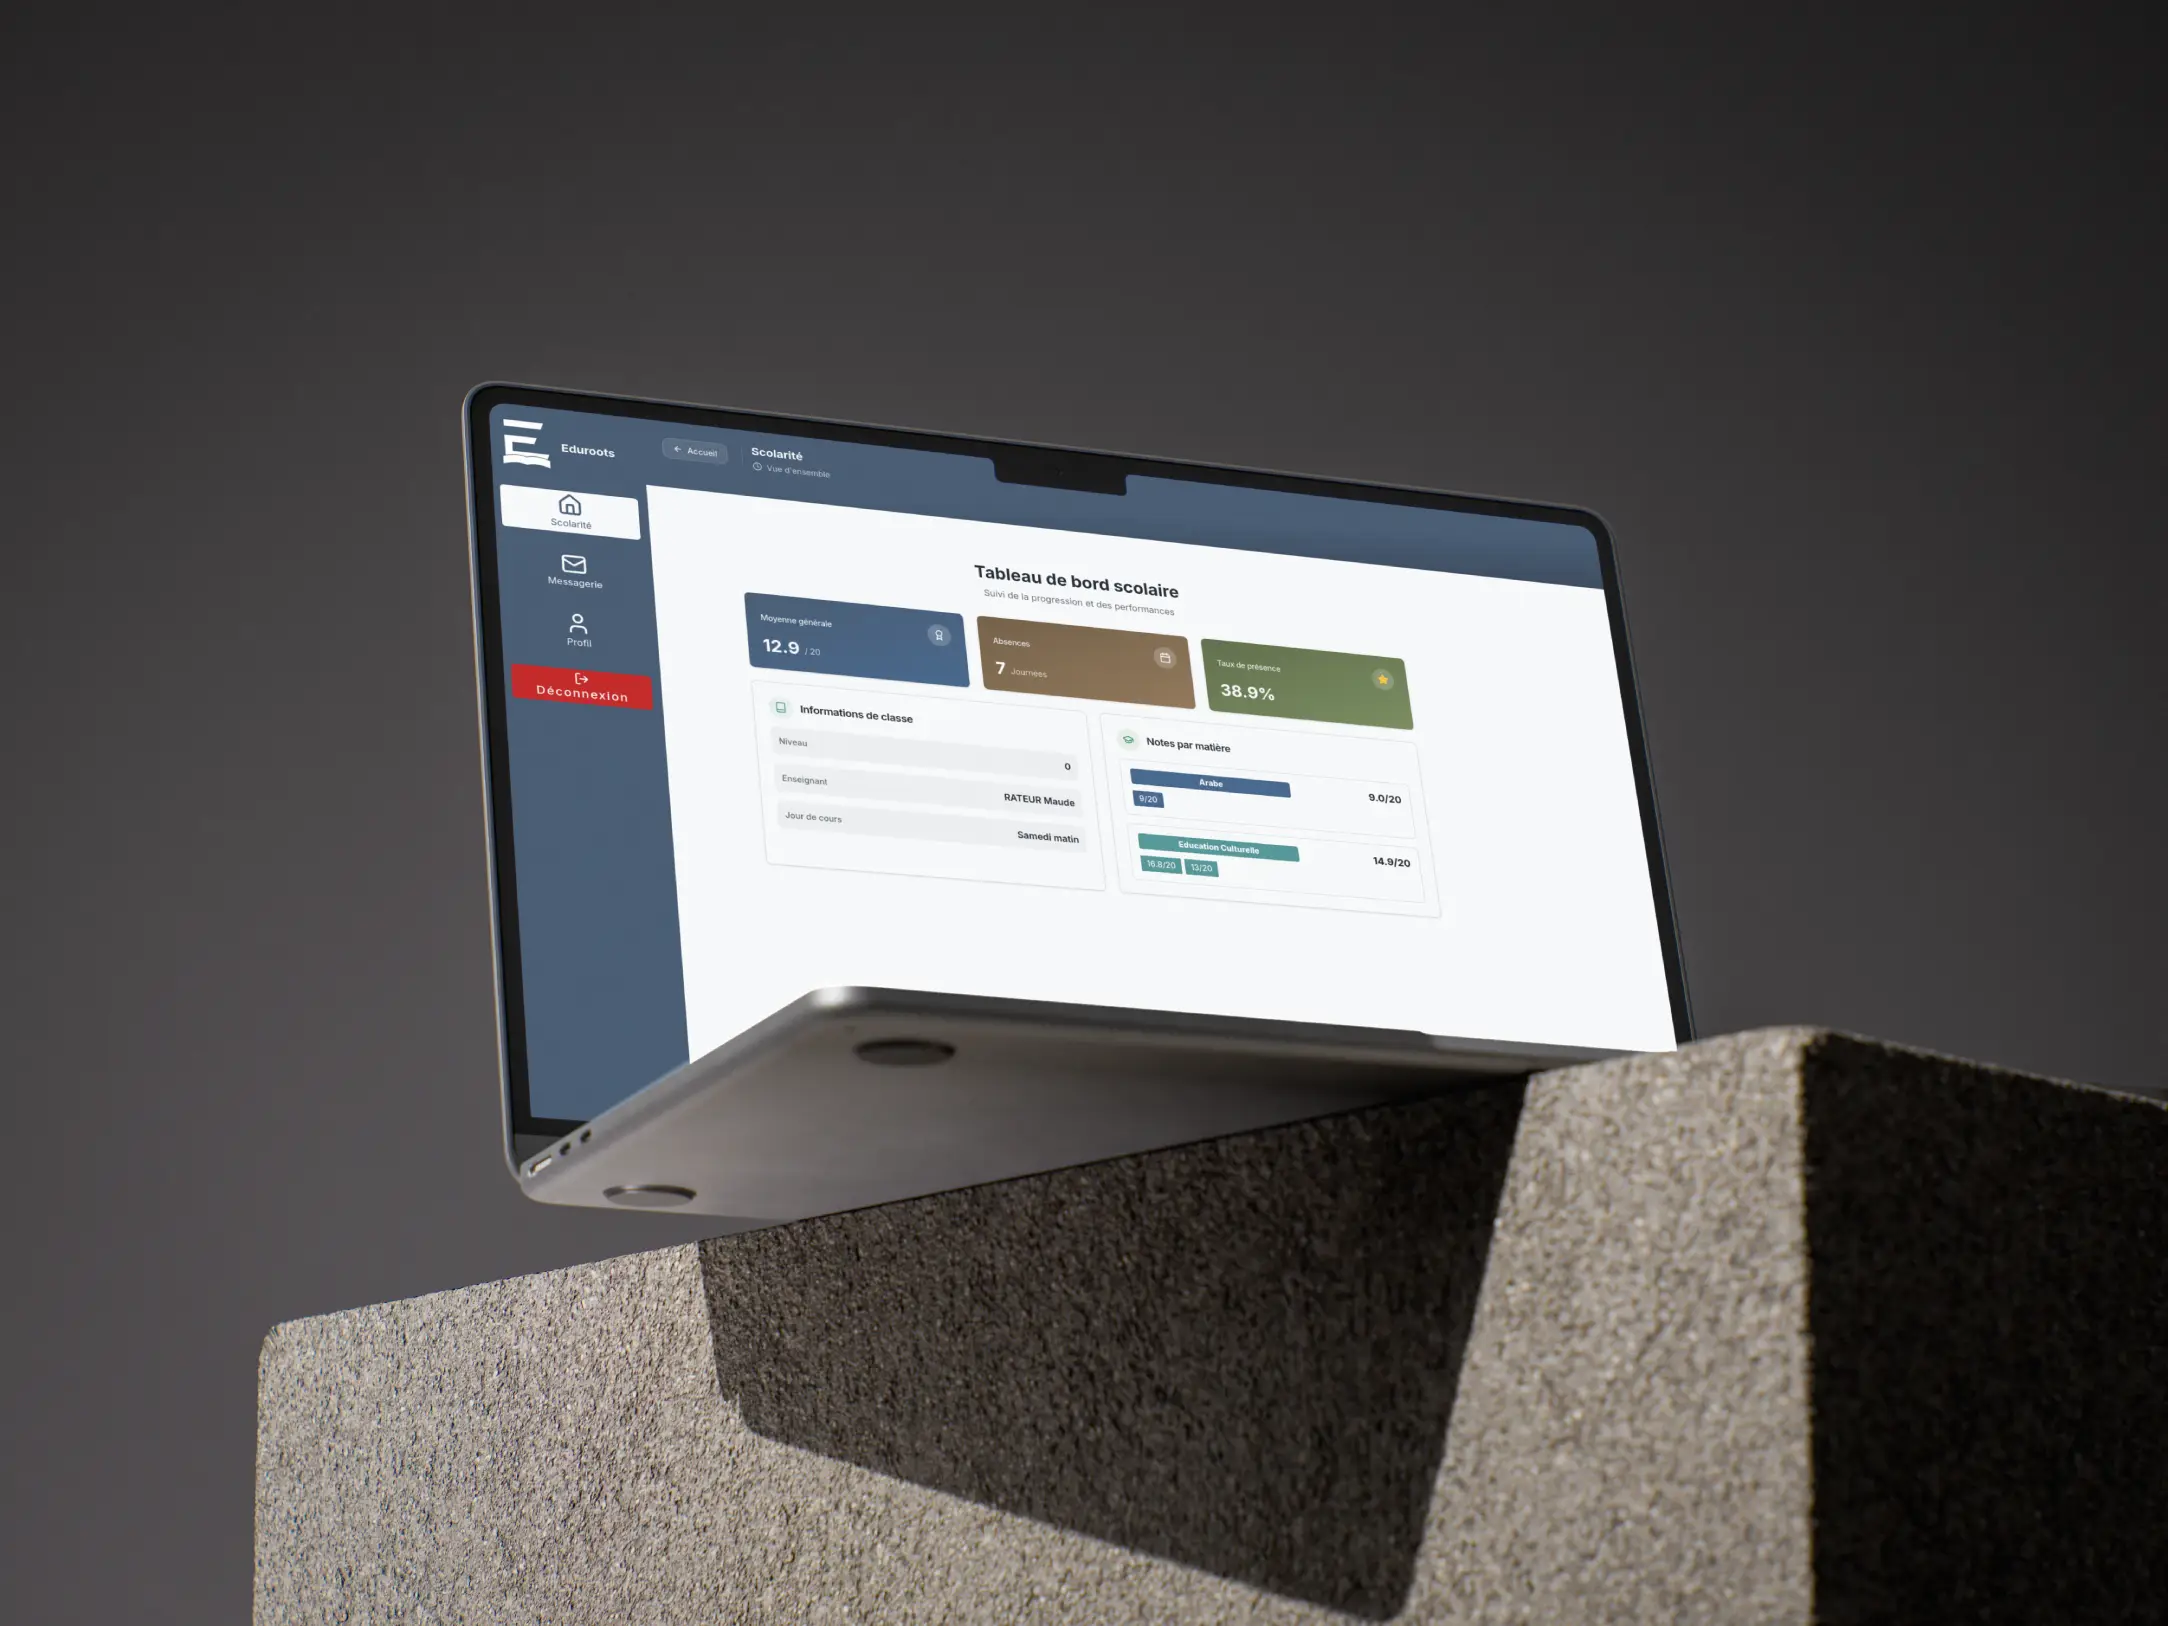 Eduroots
Accueil
Scolarité
Vue d'ensemble
Scolarité
Messagerie
Profil
Déconnexion
Tableau de bord scolaire
Suivi de la progression et des performances
Moyenne générale
12.9 / 20
Absences
7 Journées
Taux de présence
38.9%
Informations de classe
Niveau
0
Enseignant
RATEUR Maude
Jour de cours
Samedi matin
Notes par matière
Arabe
9.0/20
9/20
Education Culturelle
14.9/20
16.8/20 13/20